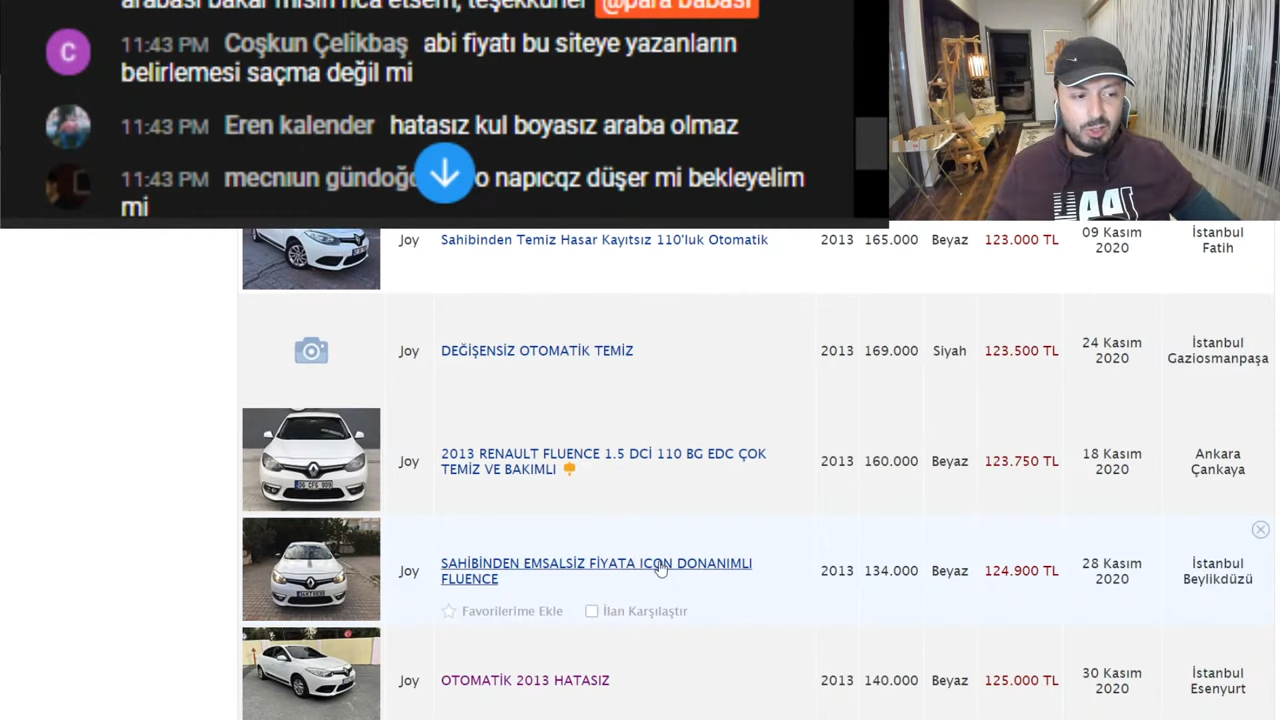 arabası bakar mısın rica etsem, teşekkürler @para babası
C 11:43 PM Coşkun Çelikbaş abi fiyatı bu siteye yazanların
belirlemesi saçma değil mi
11:43 PM Eren kalender hatasız kul boyasız araba olmaz
11:43 PM mecnıun gündoğd o napıcqz düşer mi bekleyelim
mi
Joy Sahibinden Temiz Hasar Kayıtsız 110'luk Otomatik 2013 165.000 Beyaz 123.000 TL 09 Kasım 2020 İstanbul Fatih
Joy DEĞİŞENSİZ OTOMATİK TEMİZ 2013 169.000 Siyah 123.500 TL 24 Kasım 2020 İstanbul Gaziosmanpaşa
Joy 2013 RENAULT FLUENCE 1.5 DCİ 110 BG EDC ÇOK TEMİZ VE BAKIMLI 2013 160.000 Beyaz 123.750 TL 18 Kasım 2020 Ankara Çankaya
Joy SAHİBİNDEN EMSALSİZ FİYATA ICON DONANIMLI FLUENCE 2013 134.000 Beyaz 124.900 TL 28 Kasım 2020 İstanbul Beylikdüzü
Favorilerime Ekle İlan Karşılaştır
Joy OTOMATİK 2013 HATASIZ 2013 140.000 Beyaz 125.000 TL 30 Kasım 2020 İstanbul Esenyurt